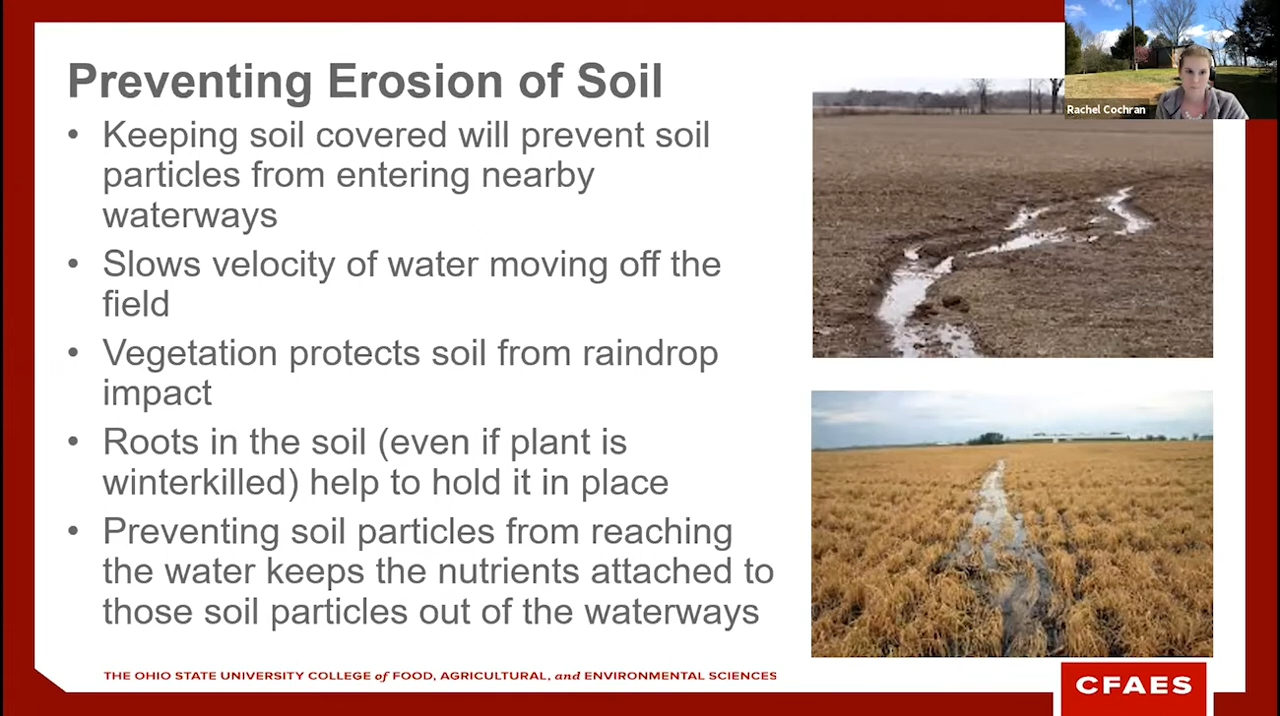 Preventing Erosion of Soil
• Keeping soil covered will prevent soil
particles from entering nearby
waterways
• Slows velocity of water moving off the
field
• Vegetation protects soil from raindrop
impact
• Roots in the soil (even if plant is
winterkilled) help to hold it in place
• Preventing soil particles from reaching
the water keeps the nutrients attached to
those soil particles out of the waterways
Rachel Cochran
THE OHIO STATE UNIVERSITY COLLEGE of FOOD, AGRICULTURAL, and ENVIRONMENTAL SCIENCES
CFAES